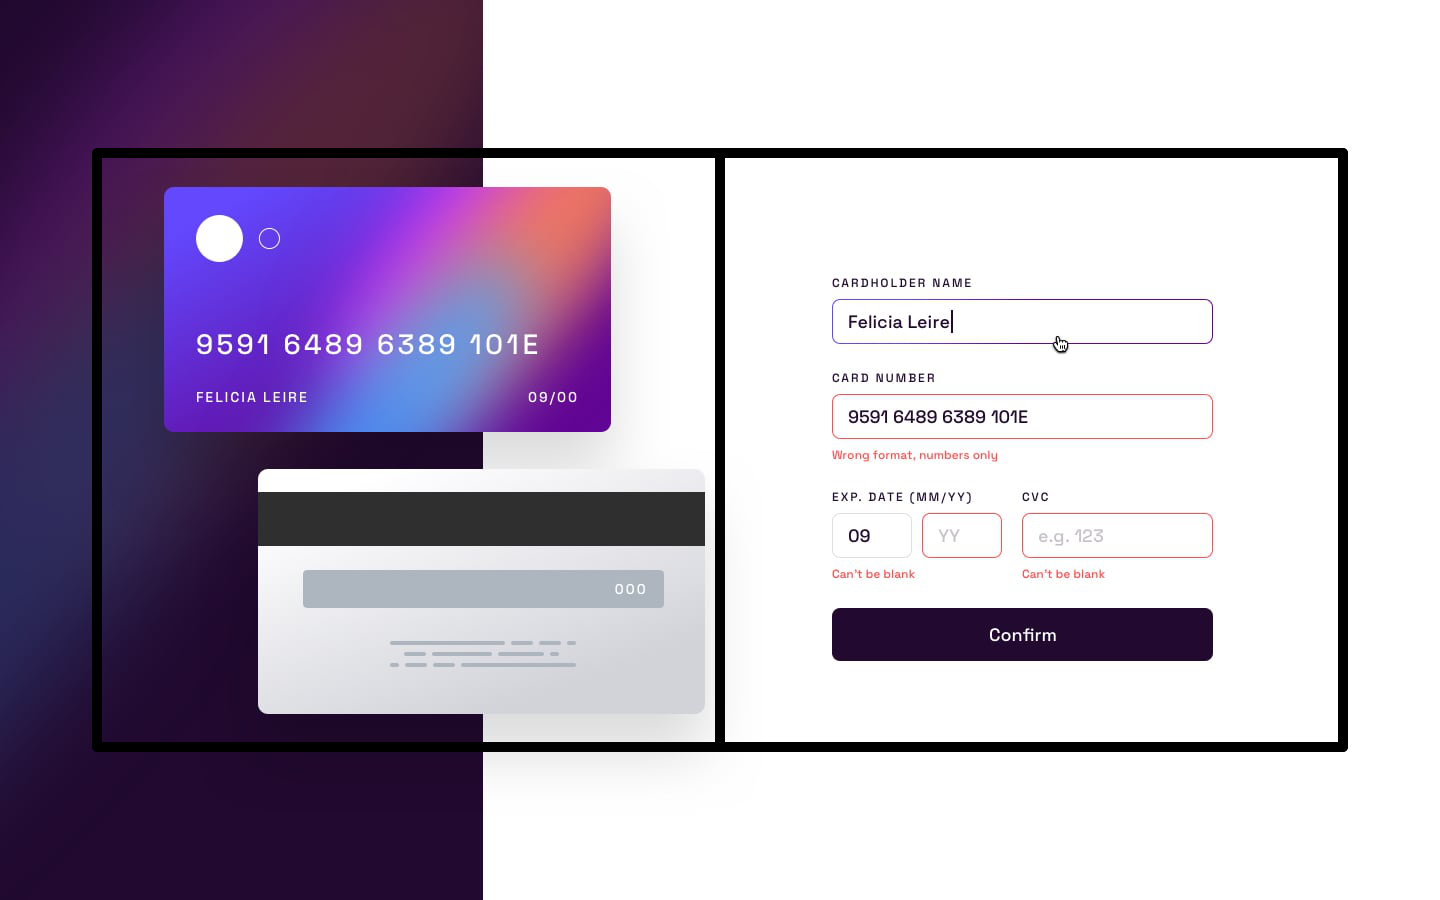 9591 6489 6389 101E
FELICIA LEIRE 09/00
000
CARDHOLDER NAME
Felicia Leire
CARD NUMBER
9591 6489 6389 101E
Wrong format, numbers only
EXP. DATE (MM/YY) CVC
09 YY e.g. 123
Can't be blank Can't be blank
Confirm